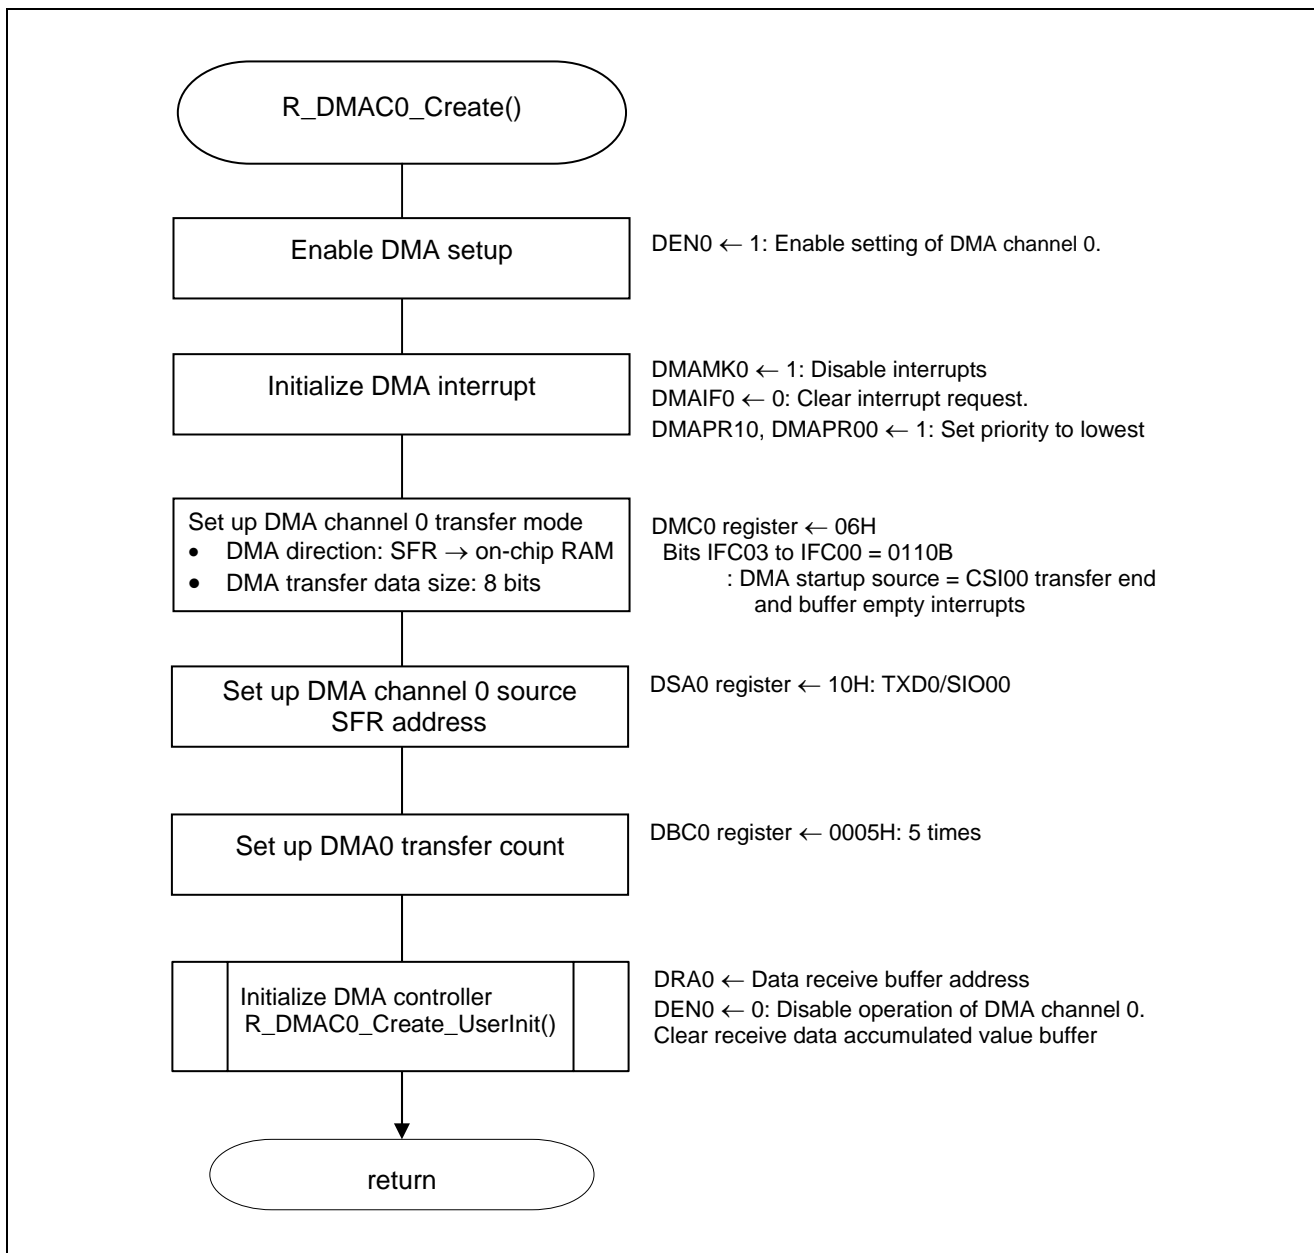 R_DMAC0_Create()
Enable DMA setup
DEN0 ← 1: Enable setting of DMA channel 0.
Initialize DMA interrupt
DMAMK0 ← 1: Disable interrupts
DMAIF0 ← 0: Clear interrupt request.
DMAPR10, DMAPR00 ← 1: Set priority to lowest
Set up DMA channel 0 transfer mode
• DMA direction: SFR → on-chip RAM
• DMA transfer data size: 8 bits
DMC0 register ← 06H
Bits IFC03 to IFC00 = 0110B
: DMA startup source = CSI00 transfer end
and buffer empty interrupts
Set up DMA channel 0 source
SFR address
DSA0 register ← 10H: TXD0/SIO00
Set up DMA0 transfer count
DBC0 register ← 0005H: 5 times
Initialize DMA controller
R_DMAC0_Create_UserInit()
DRA0 ← Data receive buffer address
DEN0 ← 0: Disable operation of DMA channel 0.
Clear receive data accumulated value buffer
return